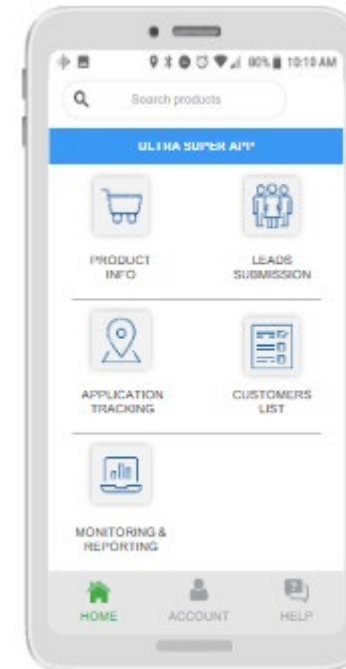 80% 10:10 AM
Search products
ULTRA SUPER APP
PRODUCT
INFO
LEADS
SUBMISSION
APPLICATION
TRACKING
CUSTOMERS
LIST
MONITORING &
REPORTING
HOME
ACCOUNT
HELP